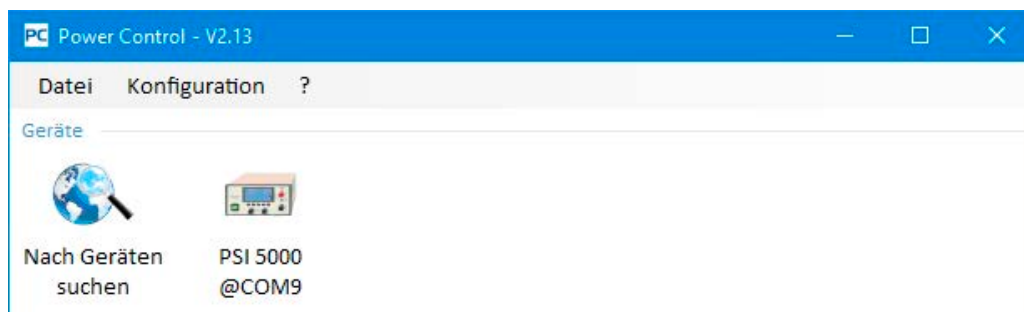 PC Power Control - V2.13
Datei Konfiguration ?
Geräte
Nach Geräten
suchen
PSI 5000
@COM9